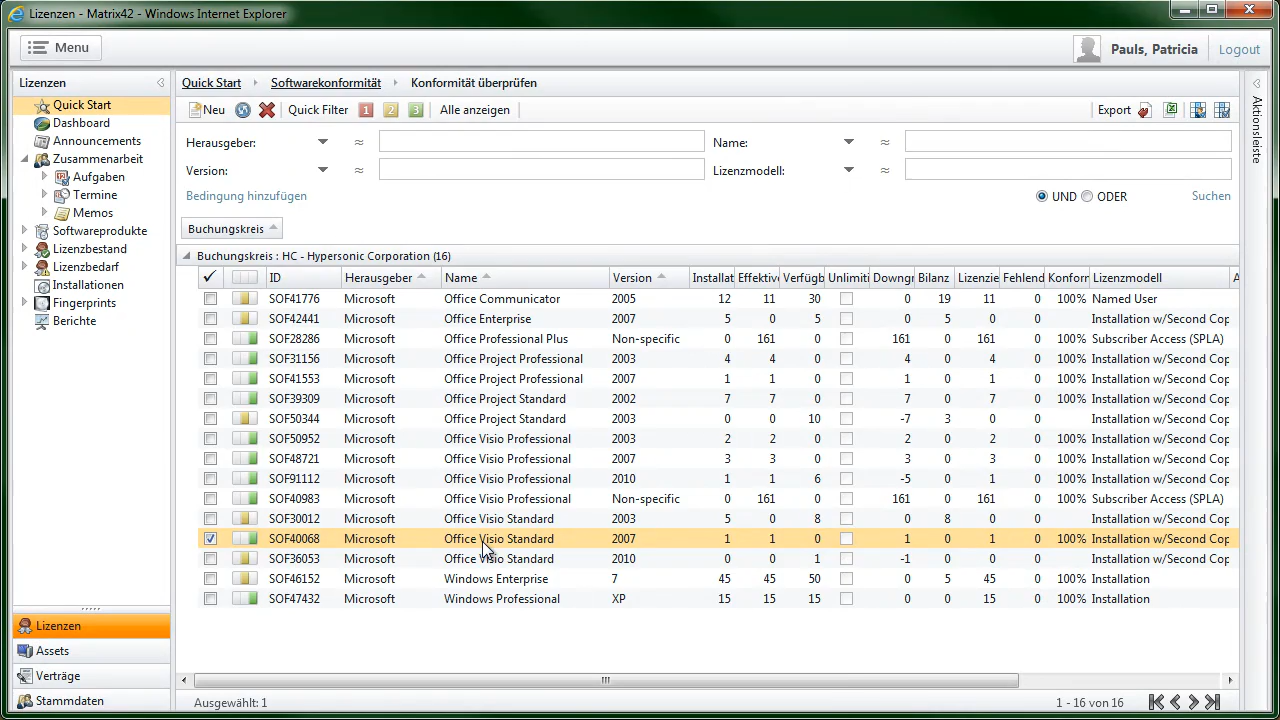 Lizenzen - Matrix42 - Windows Internet Explorer
Menu
Pauls, Patricia
Logout
Lizenzen
Quick Start
Dashboard
Announcements
Zusammenarbeit
Aufgaben
Termine
Memos
Softwareprodukte
Lizenzbestand
Lizenzbedarf
Installationen
Fingerprints
Berichte
Lizenzen
Assets
Verträge
Stammdaten
Quick Start Softwarekonformität Konformität überprüfen
Neu Quick Filter 1 2 3 Alle anzeigen Export
Aktionsleiste
Herausgeber: ≈ Name: ≈
Version: ≈ Lizenzmodell: ≈
Bedingung hinzufügen UND ODER Suchen
Buchungskreis
Buchungskreis : HC - Hypersonic Corporation (16)
ID Herausgeber Name Version Installat Effektive Verfügb Unlimiti Downgr Bilanz Lizenzie Fehlend Konforn Lizenzmodell A
SOF41776 Microsoft Office Communicator 2005 12 11 30 0 19 11 0 100% Named User
SOF42441 Microsoft Office Enterprise 2007 5 0 5 0 5 0 0 Installation w/Second Cop
SOF28286 Microsoft Office Professional Plus Non-specific 0 161 0 161 0 161 0 100% Subscriber Access (SPLA)
SOF31156 Microsoft Office Project Professional 2003 4 4 0 4 0 4 0 100% Installation w/Second Cop
SOF41553 Microsoft Office Project Professional 2007 1 1 0 1 0 1 0 100% Installation w/Second Cop
SOF39309 Microsoft Office Project Standard 2002 7 7 0 7 0 7 0 100% Installation w/Second Cop
SOF50344 Microsoft Office Project Standard 2003 0 0 10 -7 3 0 0 Installation w/Second Cop
SOF50952 Microsoft Office Visio Professional 2003 2 2 0 2 0 2 0 100% Installation w/Second Cop
SOF48721 Microsoft Office Visio Professional 2007 3 3 0 3 0 3 0 100% Installation w/Second Cop
SOF91112 Microsoft Office Visio Professional 2010 1 1 6 -5 0 1 0 100% Installation w/Second Cop
SOF40983 Microsoft Office Visio Professional Non-specific 0 161 0 161 0 161 0 100% Subscriber Access (SPLA)
SOF30012 Microsoft Office Visio Standard 2003 5 0 8 0 8 0 0 Installation w/Second Cop
SOF40068 Microsoft Office Visio Standard 2007 1 1 0 1 0 1 0 100% Installation w/Second Cop
SOF36053 Microsoft Office Visio Standard 2010 0 0 1 -1 0 0 0 Installation w/Second Cop
SOF46152 Microsoft Windows Enterprise 7 45 45 50 0 5 45 0 100% Installation
SOF47432 Microsoft Windows Professional XP 15 15 15 0 0 15 0 100% Installation
Ausgewählt: 1 1 - 16 von 16